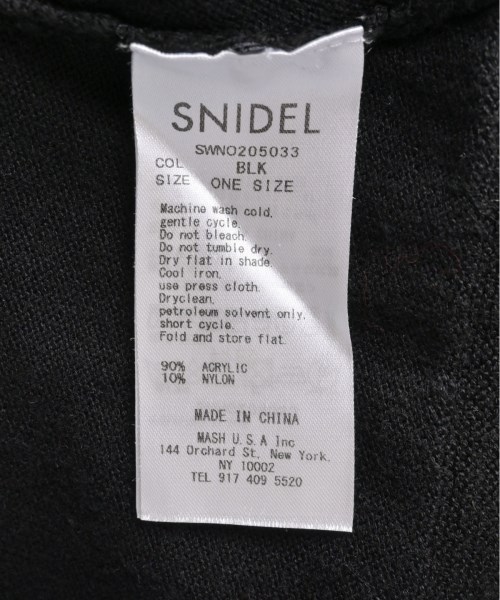 SNIDEL
SWNO205033
COL BLK
SIZE ONE SIZE
Machine wash cold,
gentle cycle.
Do not bleach.
Do not tumble dry.
Dry flat in shade.
Cool iron.
use press cloth.
Dryclean.
petroleum solvent only,
short cycle.
Fold and store flat.
90% ACRYLIC
10% NYLON
MADE IN CHINA
MASH U.S.A Inc
144 Orchard St, New York.
NY 10002
TEL 917 409 5520